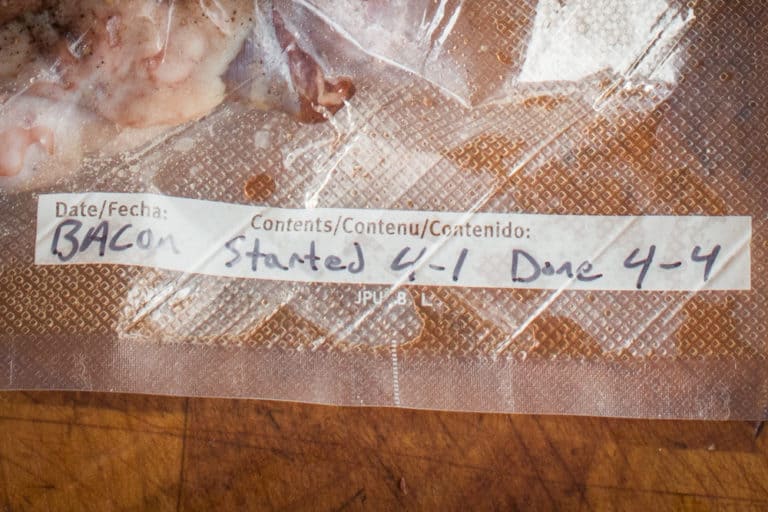 Date/Fecha: Contents/Contenu/Contenido:
BACon Started 4-1 Done 4-4